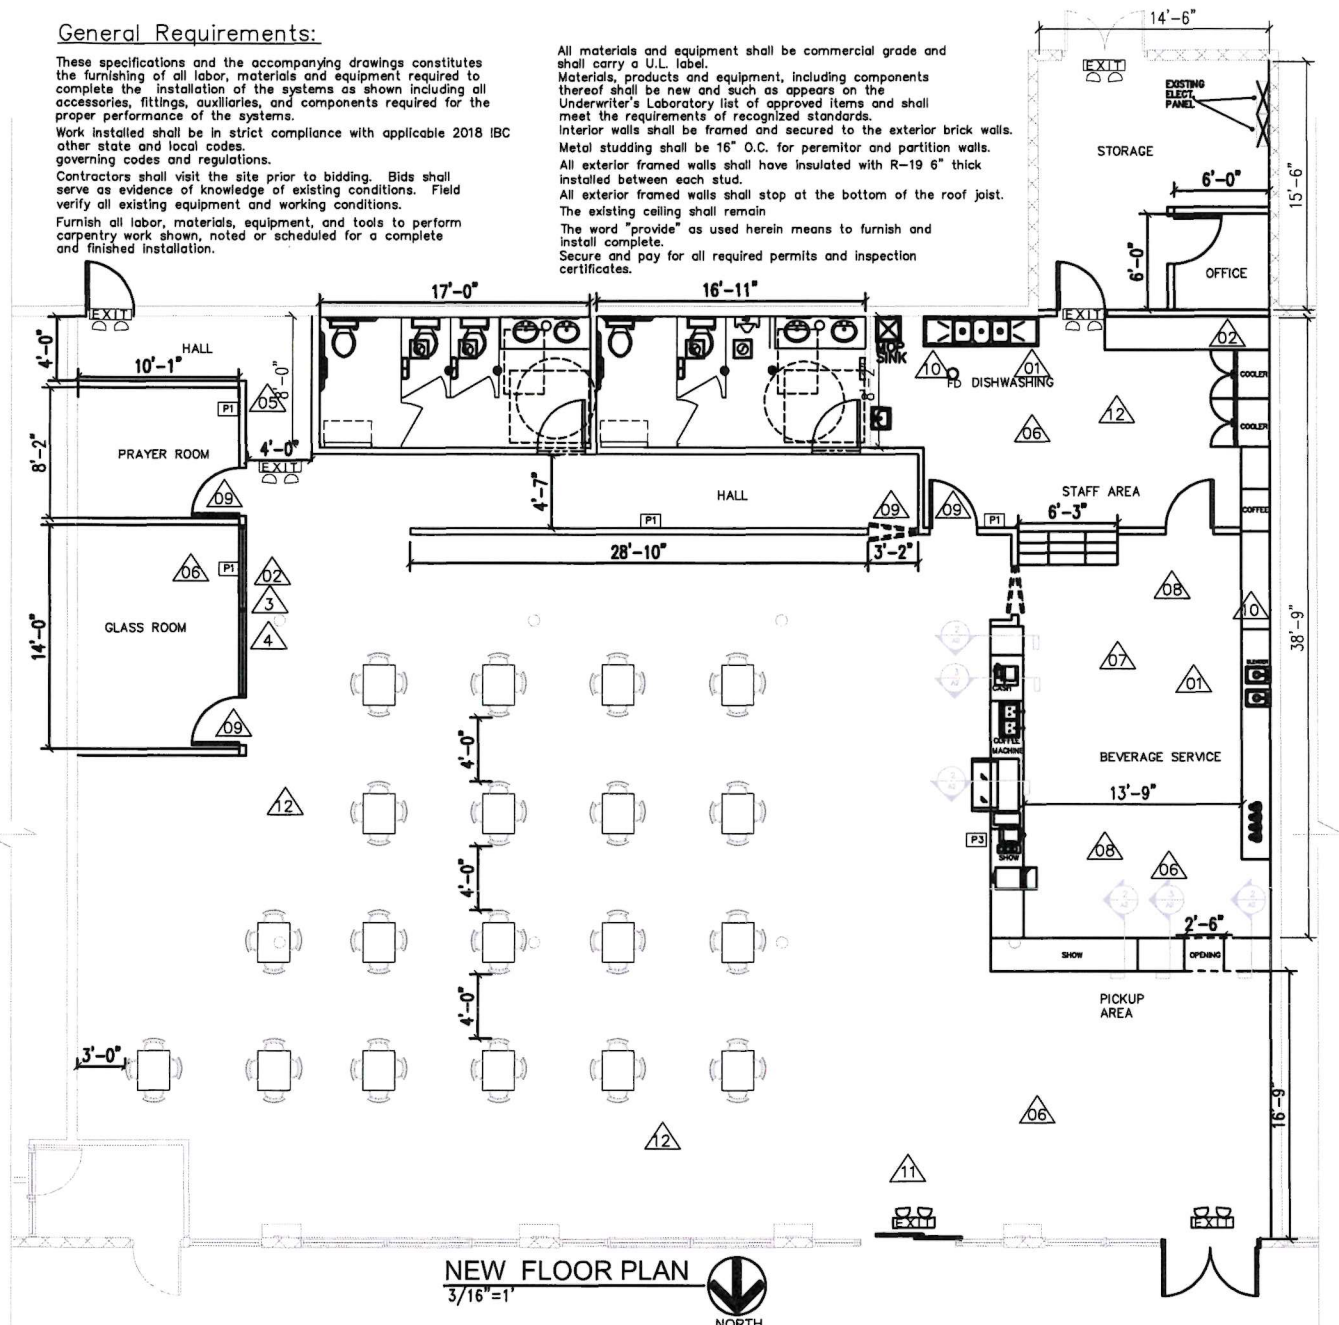 General Requirements:
These specifications and the accompanying drawings constitutes
the furnishing of all labor, materials and equipment required to
complete the installation of the systems as shown including all
accessories, fittings, auxiliaries, and components required for the
proper performance of the systems.
Work installed shall be in strict compliance with applicable 2018 IBC
other state and local codes.
governing codes and regulations.
Contractors shall visit the site prior to bidding. Bids shall
serve as evidence of knowledge of existing conditions. Field
verify all existing equipment and working conditions.
Furnish all labor, materials, equipment, and tools to perform
carpentry work shown, noted or scheduled for a complete
and finished installation.
All materials and equipment shall be commercial grade and
shall carry a U.L. label.
Materials, products and equipment, including components
thereof shall be new and such as appears on the
Underwriter's Laboratory list of approved items and shall
meet the requirements of recognized standards.
Interior walls shall be framed and secured to the exterior brick walls.
Metal studding shall be 16" O.C. for peremitor and partition walls.
All exterior framed walls shall have insulated with R-19 6" thick
installed between each stud.
All exterior framed walls shall stop at the bottom of the roof joist.
The existing ceiling shall remain
The word "provide" as used herein means to furnish and
install complete.
Secure and pay for all required permits and inspection
certificates.
14'-6"
EXIT
EXISTING
ELECT.
PANEL
STORAGE
6'-0"
15'-6"
6'-0"
OFFICE
17'-0"
16'-11"
EXIT
EXIT
4'-0"
HALL
10'-1"
8'-0"
05
P1
PRAYER ROOM
8'-2"
4'-0"
EXIT
09
MOP
SINK
10
FD
DISHWASHING
01
02
COOLER
COOLER
12
06
8'-2"
4'-7"
HALL
P1
09
09
P1
STAFF AREA
6'-3"
COFFEE
28'-10"
3'-2"
14'-0"
06
P1
02
3
4
GLASS ROOM
09
08
10
38'-9"
07
01
BLENDER
CASH
COFFEE
MACHINE
BEVERAGE SERVICE
13'-9"
4'-0"
12
4'-0"
P3
SHOW
08
06
2'-6"
SHOW
OPENING
4'-0"
PICKUP
AREA
3'-0"
16'-9"
06
12
11
EXIT
EXIT
NEW FLOOR PLAN
3/16"=1'
NORTH